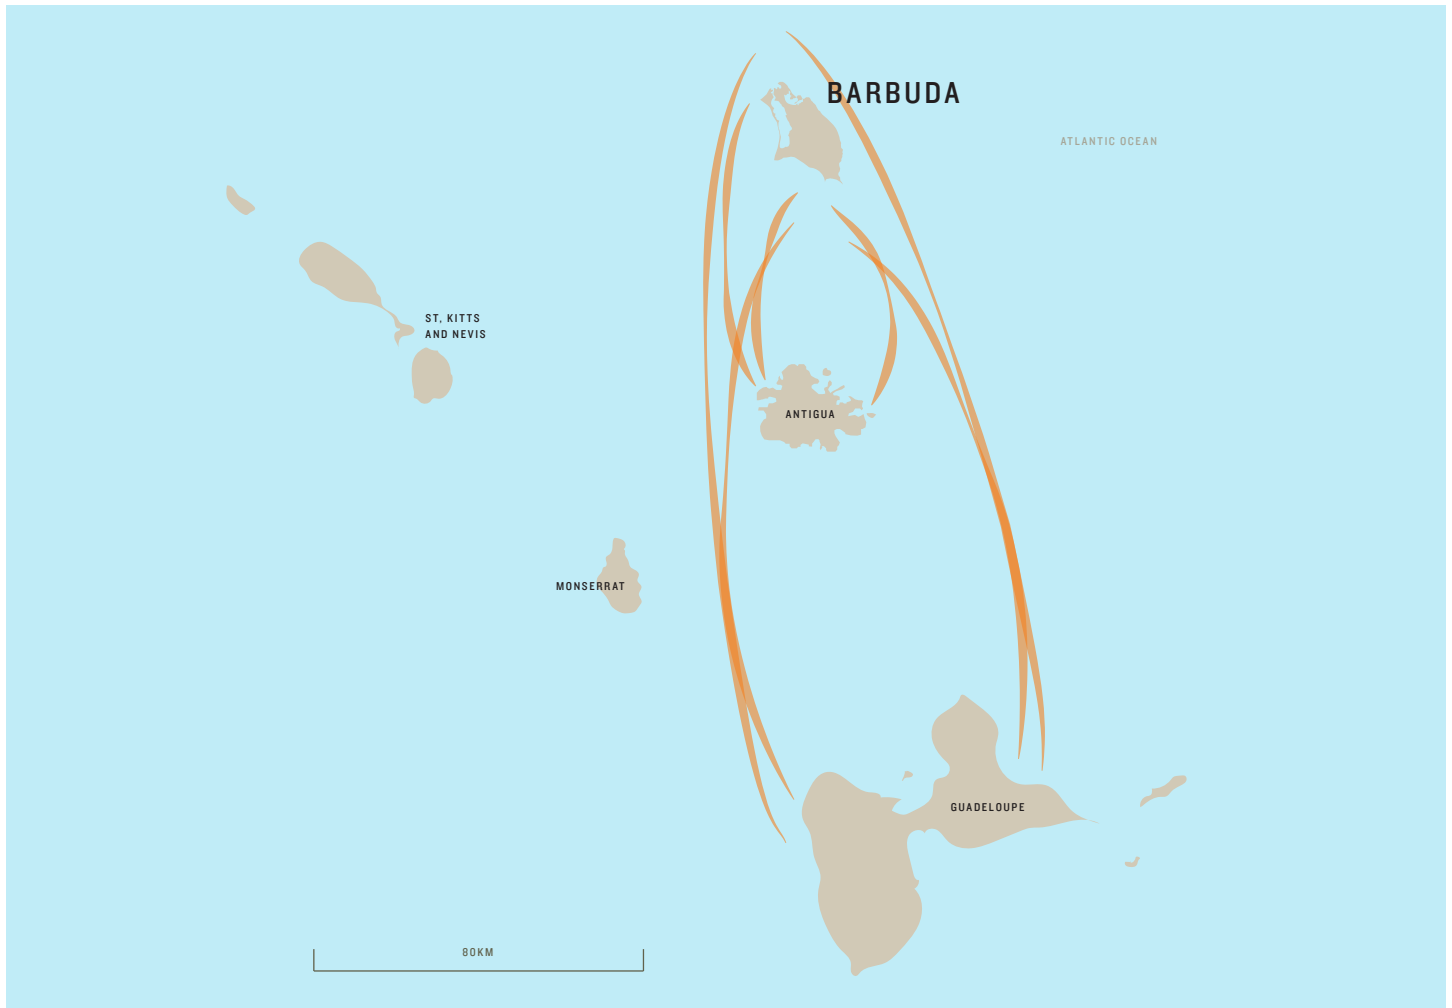 BARBUDA
ATLANTIC OCEAN
ST, KITTS
AND NEVIS
ANTIGUA
MONSERRAT
GUADELOUPE
80KM